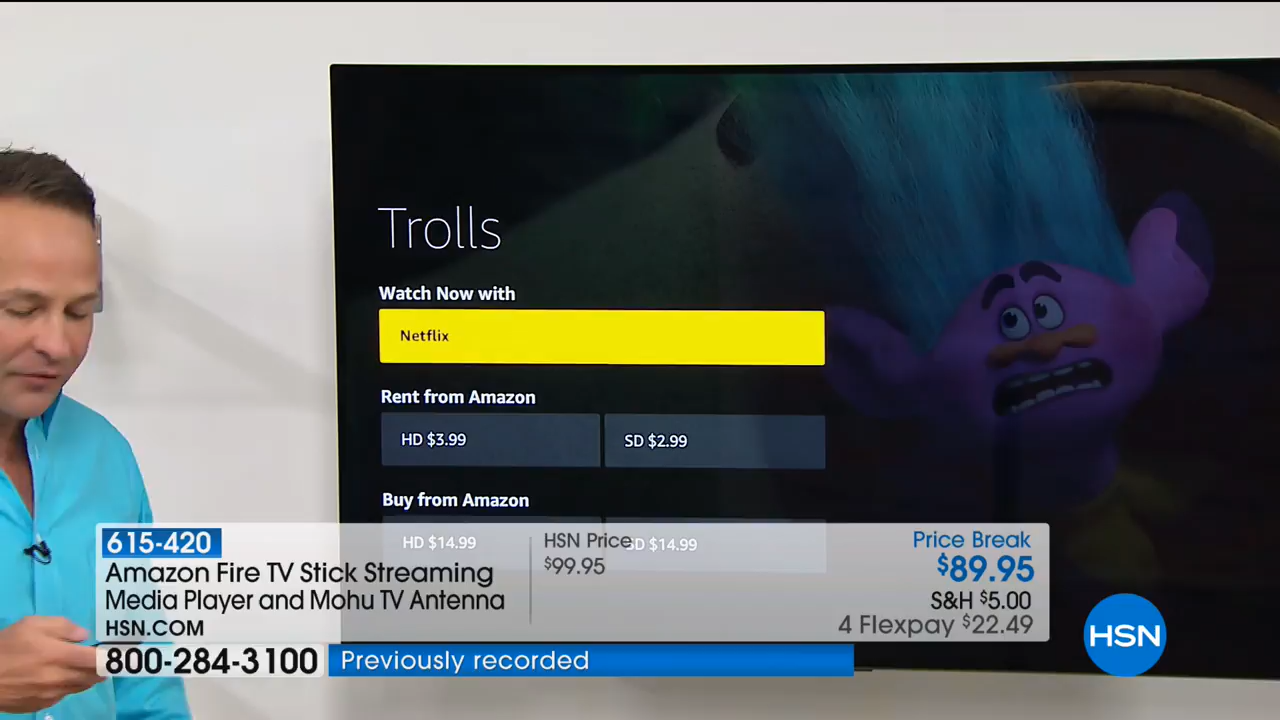 Trolls
Watch Now with
Netflix
Rent from Amazon
HD $3.99
SD $2.99
Buy from Amazon
HD $14.99
SD $14.99
615-420
Amazon Fire TV Stick Streaming
Media Player and Mohu TV Antenna
HSN.COM
800-284-3100
Previously recorded
HSN Price
$99.95
Price Break
$89.95
S&H $5.00
4 Flexpay $22.49
HSN